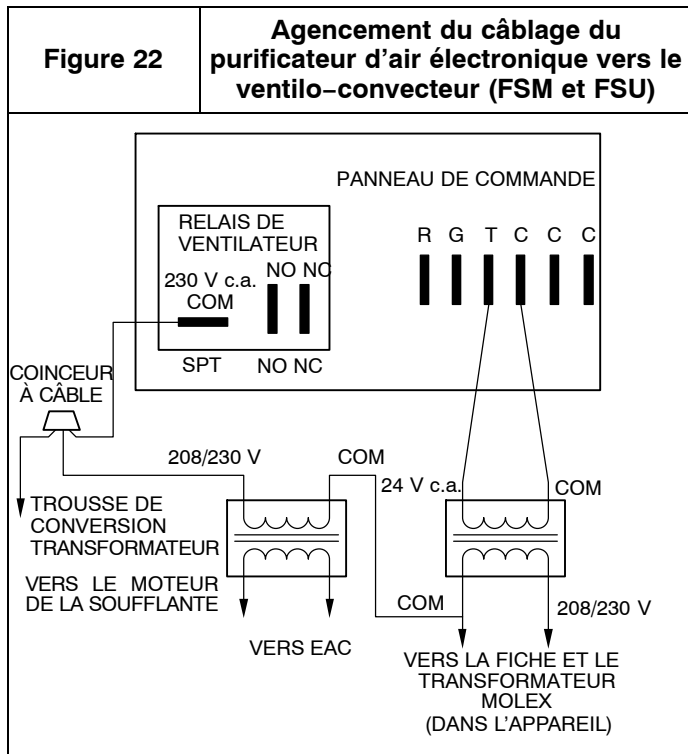 Figure 22
Agencement du câblage du
purificateur d’air électronique vers le
ventilo−convecteur (FSM et FSU)
PANNEAU DE COMMANDE
RELAIS DE
VENTILATEUR
R G T C C C
NO NC
230 V c.a.
COM
SPT NO NC
COINCEUR
À CÂBLE
208/230 V COM
24 V c.a. COM
TROUSSE DE
CONVERSION
TRANSFORMATEUR
VERS LE MOTEUR
DE LA SOUFFLANTE
COM 208/230 V
VERS EAC
VERS LA FICHE ET LE
TRANSFORMATEUR
MOLEX
(DANS L’APPAREIL)